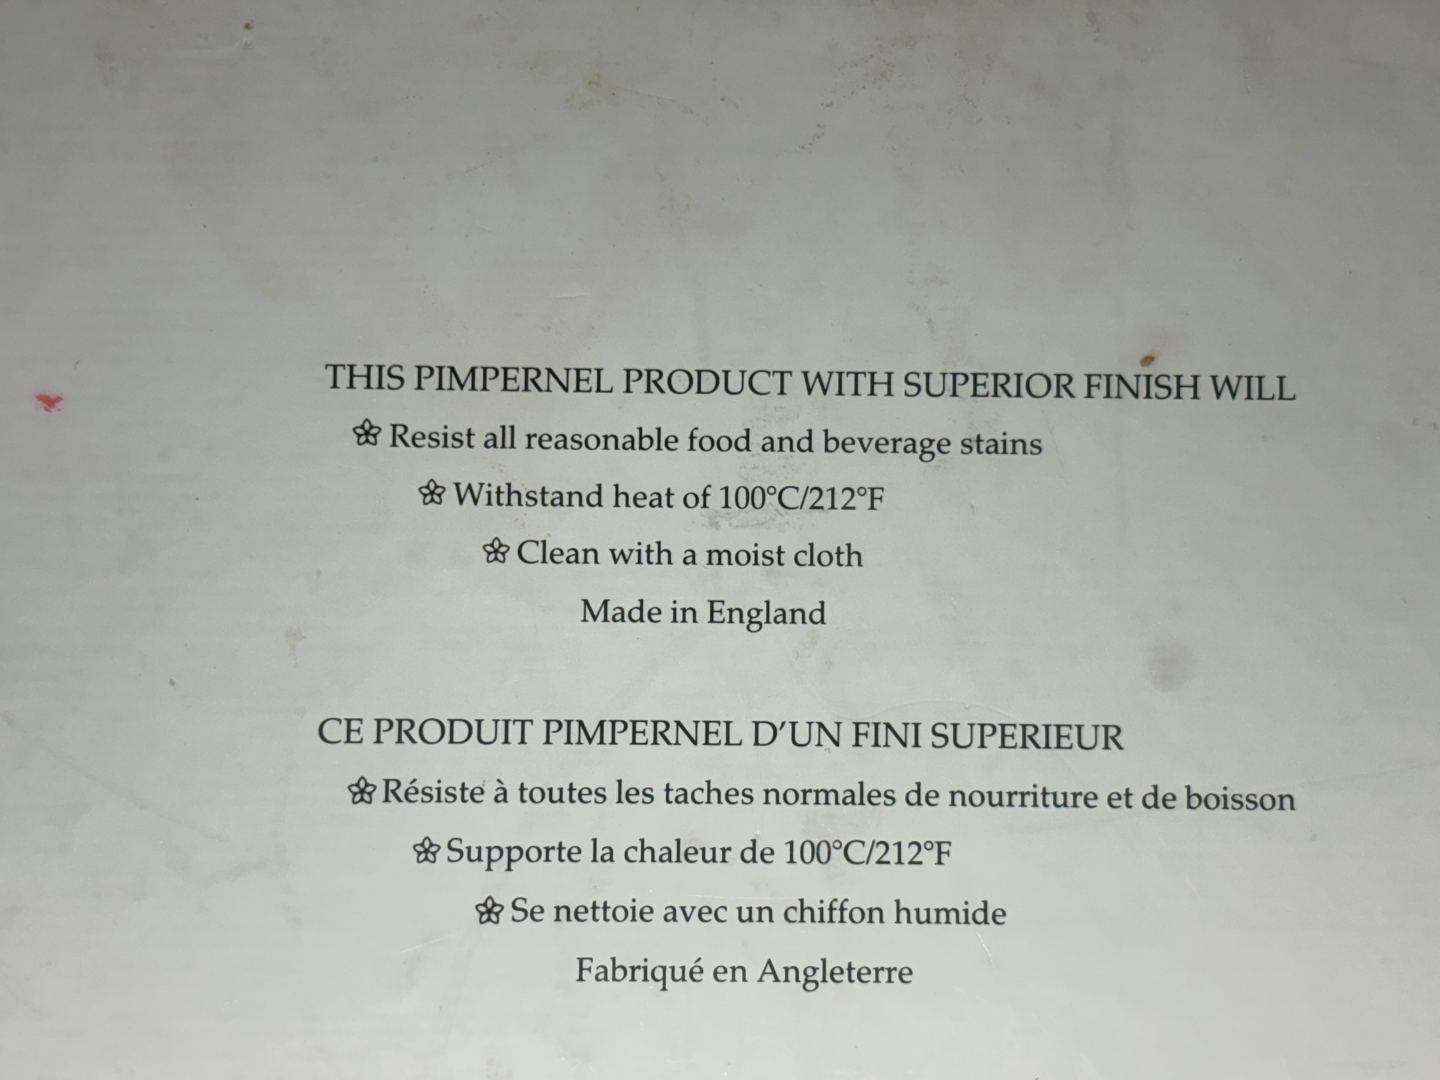 THIS PIMPERNEL PRODUCT WITH SUPERIOR FINISH WILL
Resist all reasonable food and beverage stains
Withstand heat of 100°C/212°F
Clean with a moist cloth
Made in England
CE PRODUIT PIMPERNEL D’UN FINI SUPERIEUR
Résiste à toutes les taches normales de nourriture et de boisson
Supporte la chaleur de 100°C/212°F
Se nettoie avec un chiffon humide
Fabriqué en Angleterre